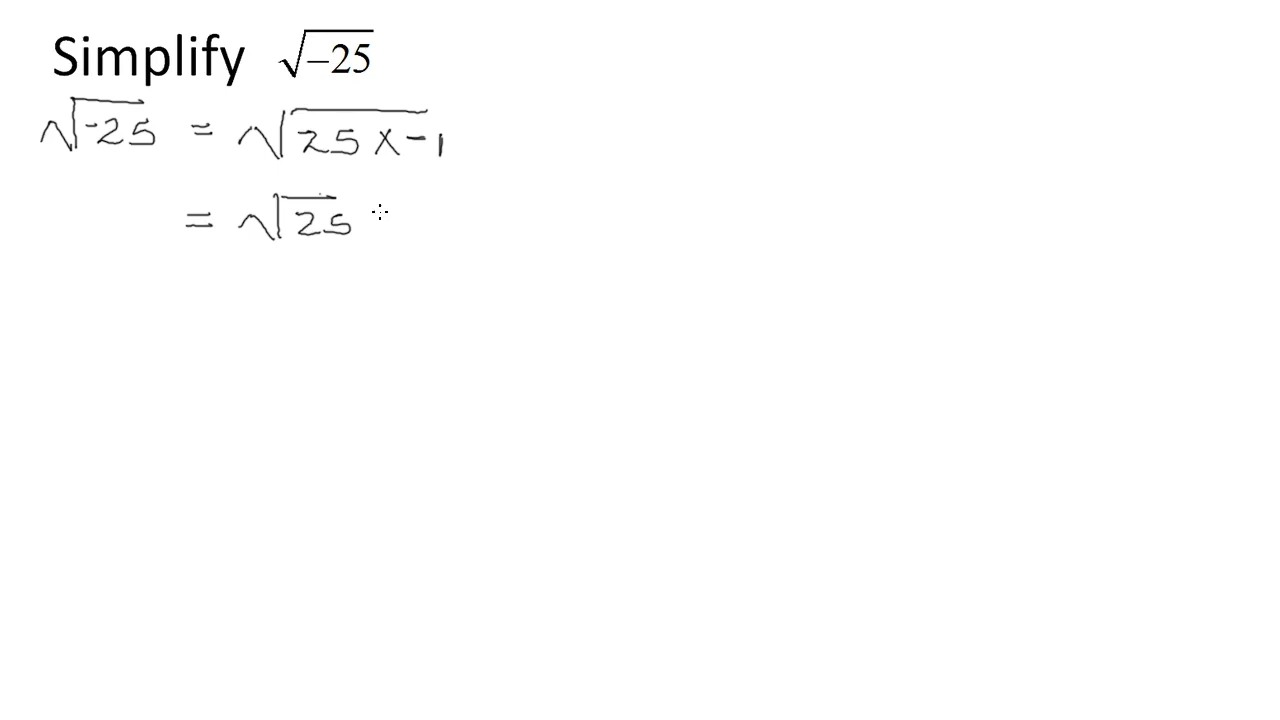 Simplify √−25
√-25 = √25 x -1
= √25